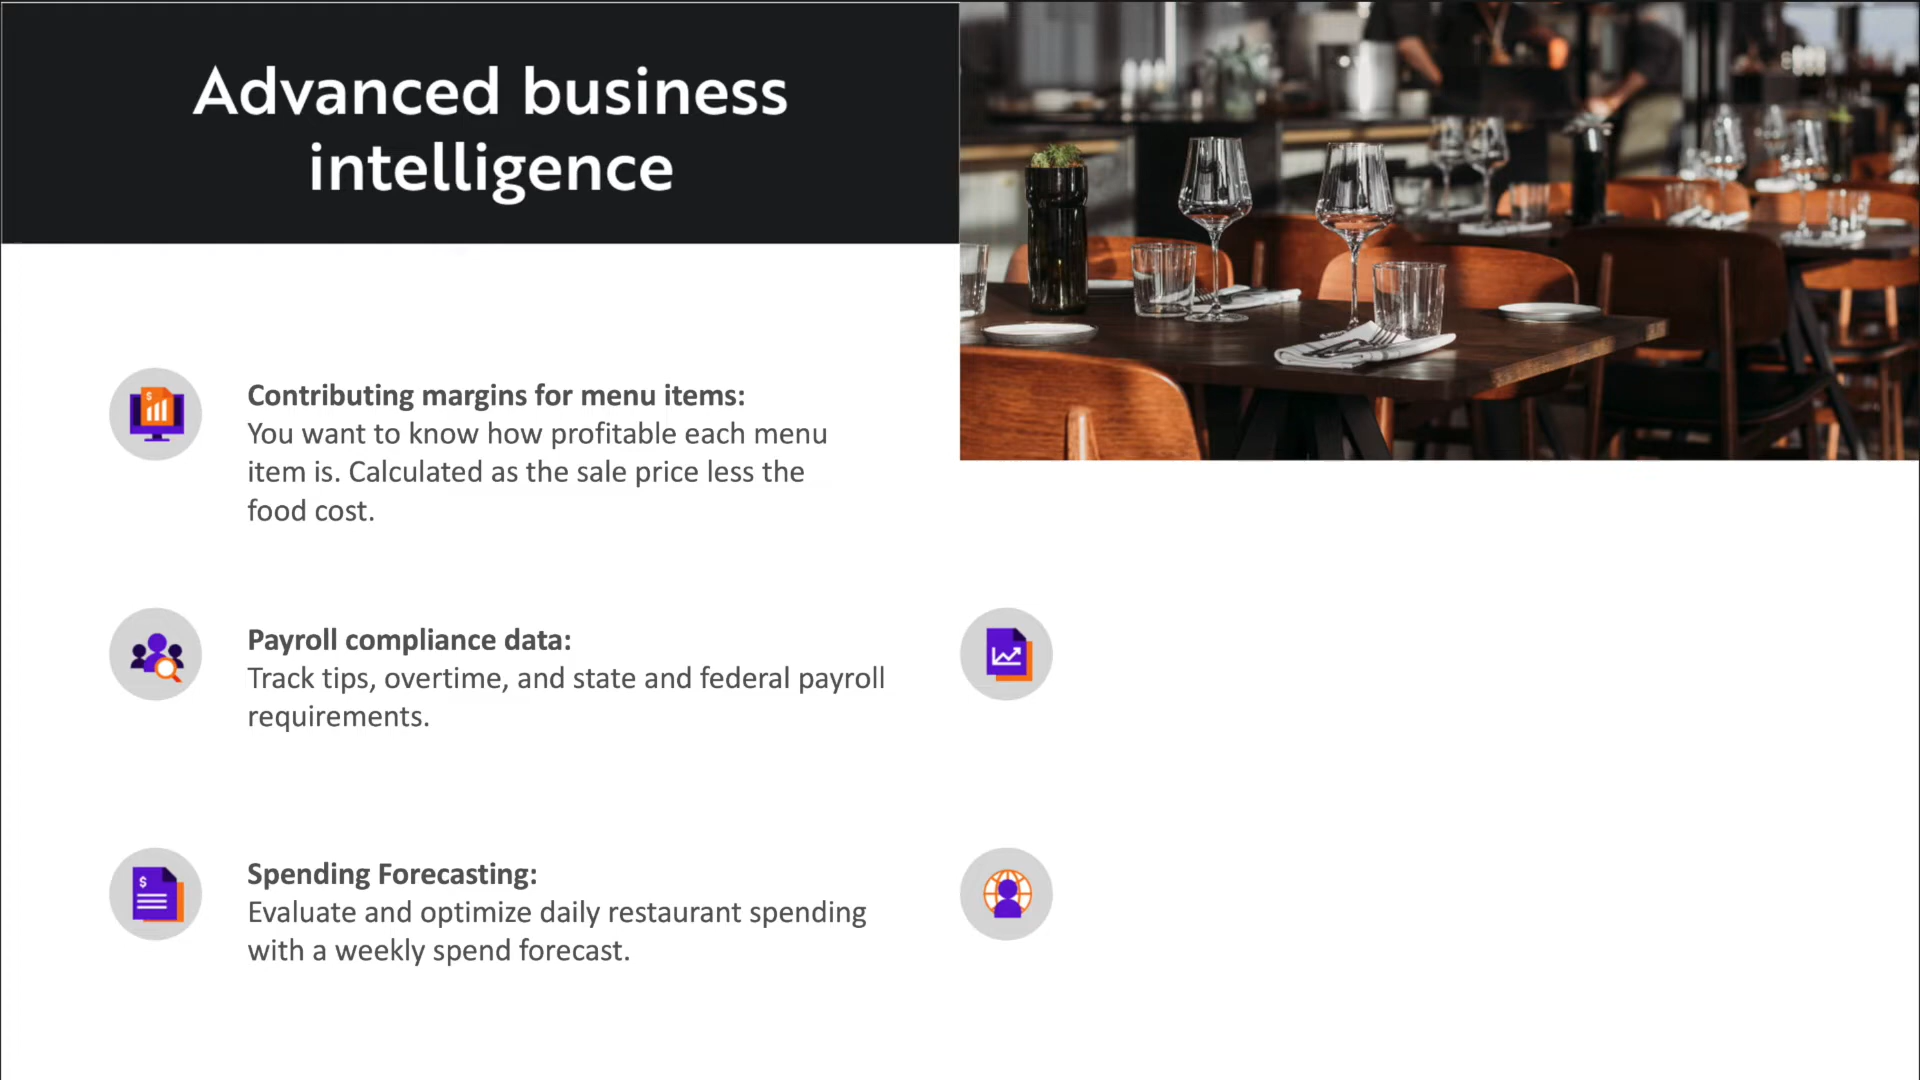 Advanced business
intelligence
Contributing margins for menu items:
You want to know how profitable each menu
item is. Calculated as the sale price less the
food cost.
Payroll compliance data:
Track tips, overtime, and state and federal payroll
requirements.
Spending Forecasting:
Evaluate and optimize daily restaurant spending
with a weekly spend forecast.